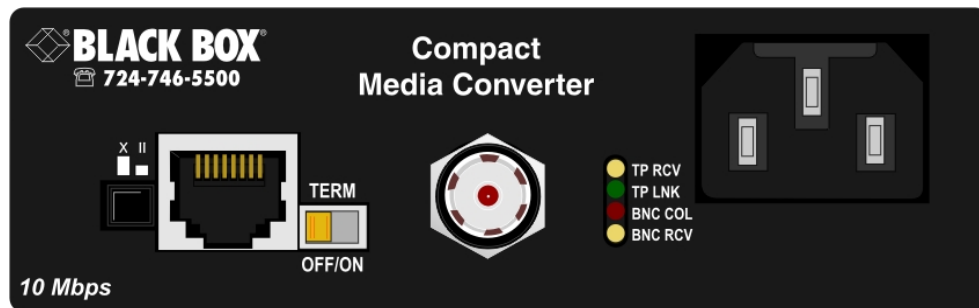 BLACK BOX®
724-746-5500
Compact
Media Converter
X II
TERM
OFF/ON
TP RCV
TP LNK
BNC COL
BNC RCV
10 Mbps